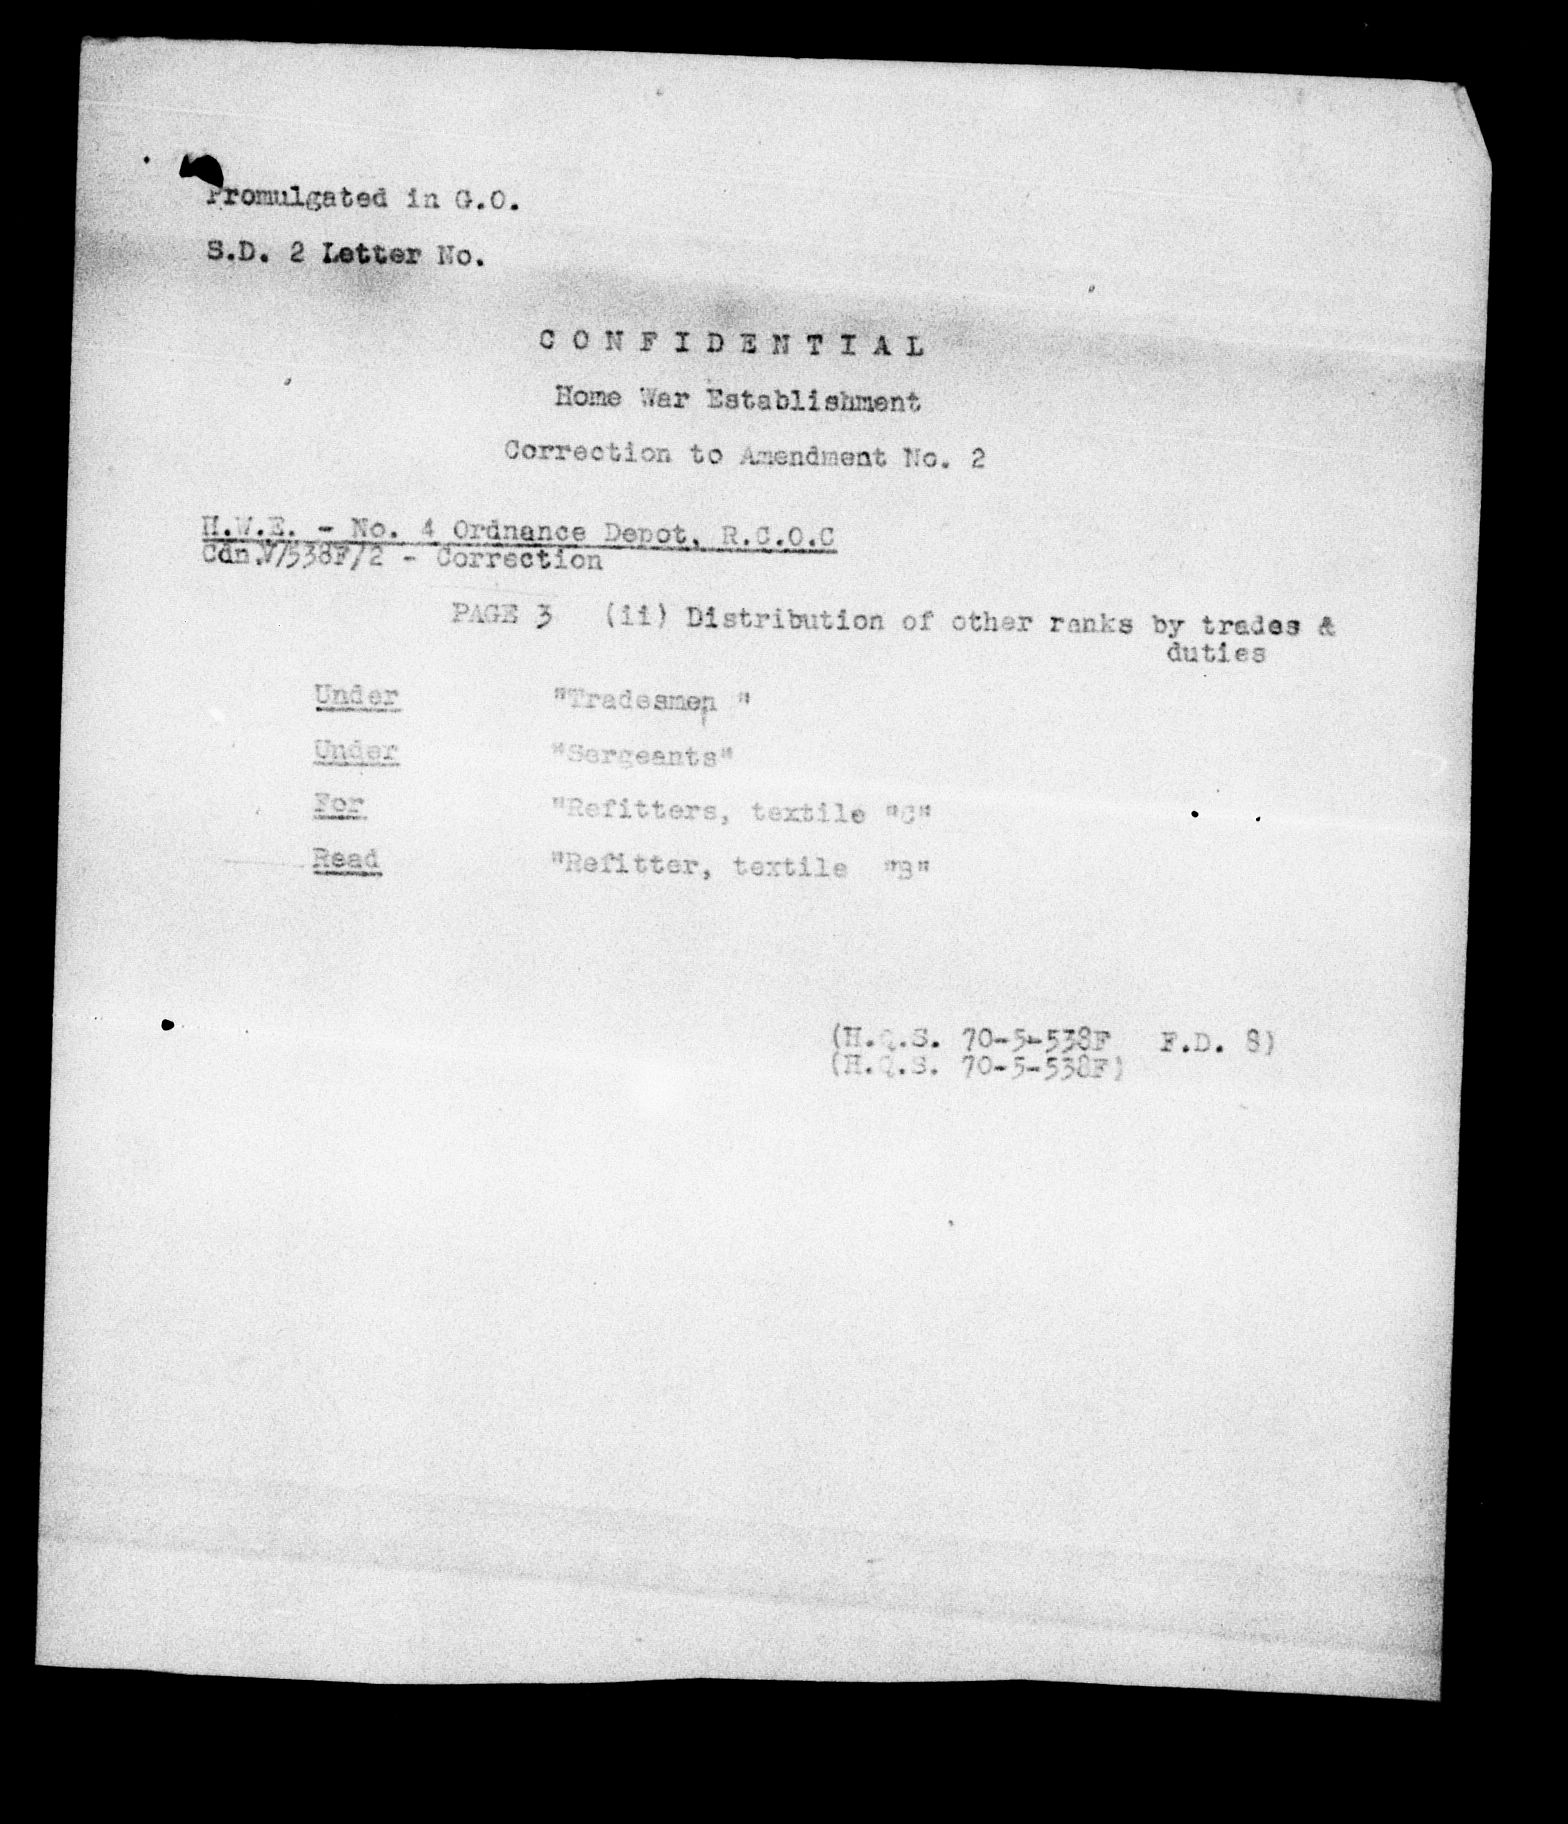 Promulgated in G.O.
S.D. 2 Letter No.
C O N F I D E N T I A L
Home War Establishment
Correction to Amendment No. 2
H.W.E. - No. 4 Ordnance Depot, R.C.O.C
Cdn.V/538F/2 - Correction
PAGE 3 (ii) Distribution of other ranks by trades &
duties
Under "Tradesmen "
Under "Sergeants"
For "Refitters, textile "C"
Read "Refitter, textile "B"
(H.Q.S. 70-5-538F F.D. 8)
(H.Q.S. 70-5-538F)